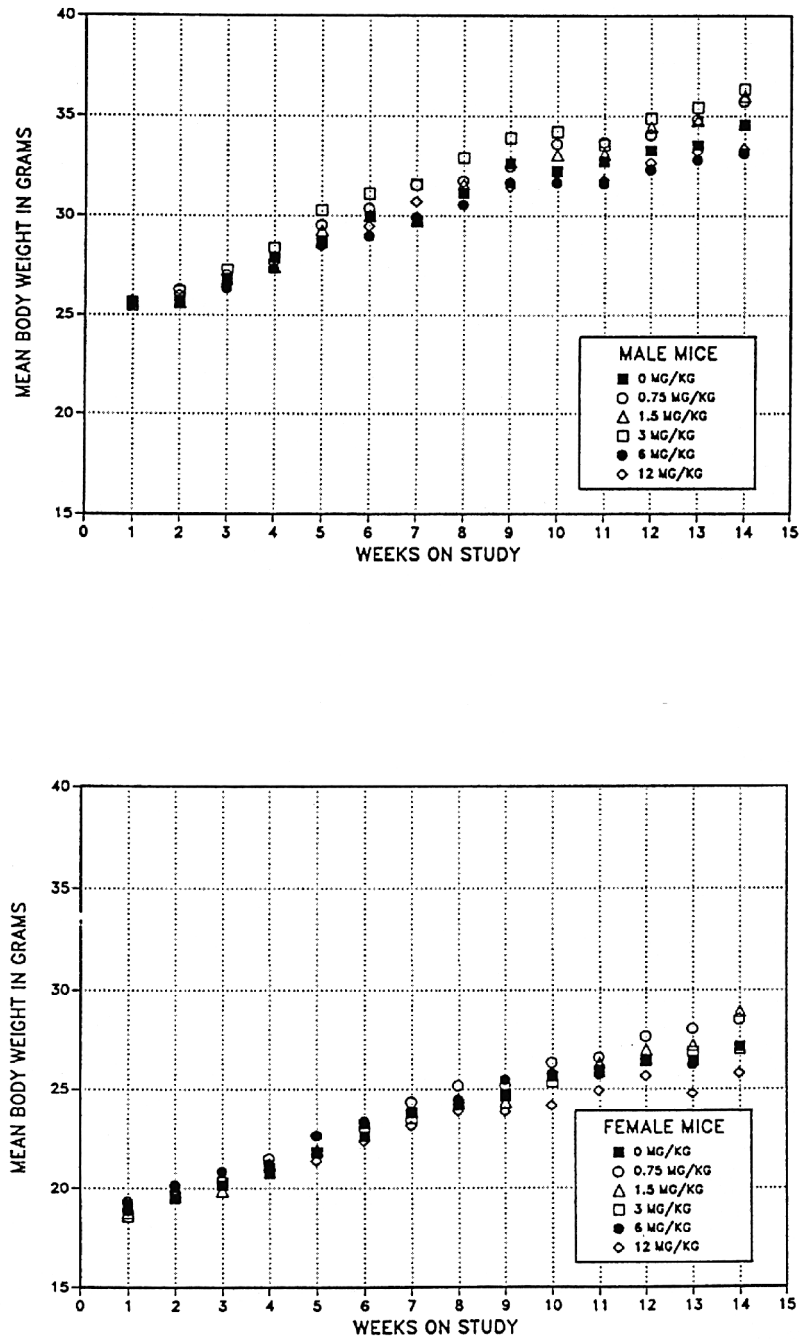 40
35
30
25
20
15
MEAN BODY WEIGHT IN GRAMS
MALE MICE
0 MG/KG
0.75 MG/KG
1.5 MG/KG
3 MG/KG
6 MG/KG
12 MG/KG
0 1 2 3 4 5 6 7 8 9 10 11 12 13 14 15
WEEKS ON STUDY
40
35
30
25
20
15
MEAN BODY WEIGHT IN GRAMS
FEMALE MICE
0 MG/KG
0.75 MG/KG
1.5 MG/KG
3 MG/KG
6 MG/KG
12 MG/KG
0 1 2 3 4 5 6 7 8 9 10 11 12 13 14 15
WEEKS ON STUDY